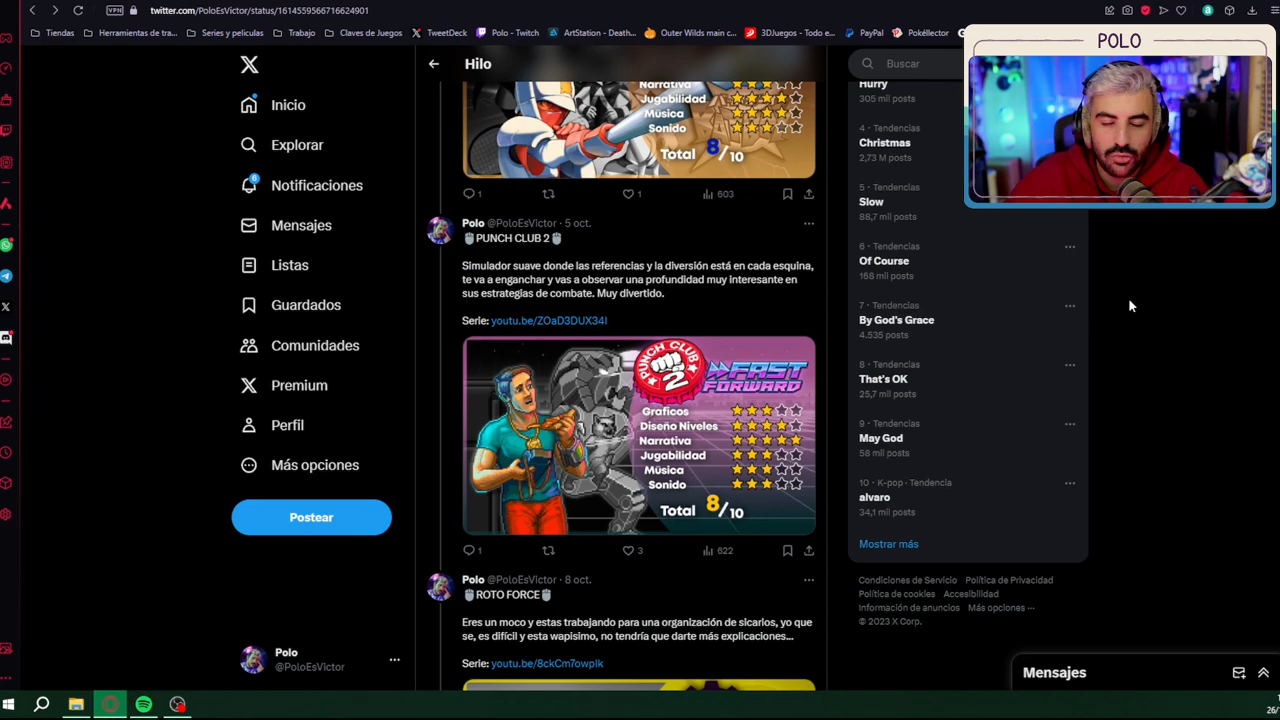 twitter.com/PoloEsVictor/status/1614559566716624901
VPN
Tiendas
Herramientas de tra...
Series y peliculas
Trabajo
Claves de Juegos
TweetDeck
Polo - Twitch
ArtStation - Death...
Outer Wilds main c...
3DJuegos - Todo e...
PayPal
Pokéllector
POLO
Inicio
Explorar
6
Notificaciones
Mensajes
Listas
Guardados
Comunidades
Premium
Perfil
Más opciones
Postear
Polo
@PoloEsVictor
Hilo
Narrativa
Jugabilidad
Música
Sonido
Total 8/10
1
1
603
Polo @PoloEsVictor · 5 oct.
PUNCH CLUB 2
Simulador suave donde las referencias y la diversión está en cada esquina,
te va a enganchar y vas a observar una profundidad muy interesante en
sus estrategias de combate. Muy divertido.
Serie: youtu.be/ZOaD3DUX34I
PUNCH CLUB 2
FAST FORWARD
Graficos
Diseño Niveles
Narrativa
Jugabilidad
Música
Sonido
Total 8/10
1
3
622
Polo @PoloEsVictor · 8 oct.
ROTO FORCE
Eres un moco y estas trabajando para una organización de sicarlos, yo que
se, es difícil y esta wapisimo, no tendría que darte más explicaciones...
Serie: youtu.be/8ckCm7owpIk
Buscar
Hurry
305 mil posts
4 · Tendencias
Christmas
2,73 M posts
5 · Tendencias
Slow
88,7 mil posts
6 · Tendencias
Of Course
168 mil posts
7 · Tendencias
By God's Grace
4.535 posts
8 · Tendencias
That's OK
25,7 mil posts
9 · Tendencias
May God
58 mil posts
10 · K-pop · Tendencia
alvaro
34,1 mil posts
Mostrar más
Condiciones de Servicio Política de Privacidad
Política de cookies Accesibilidad
Información de anuncios Más opciones ···
© 2023 X Corp.
Mensajes